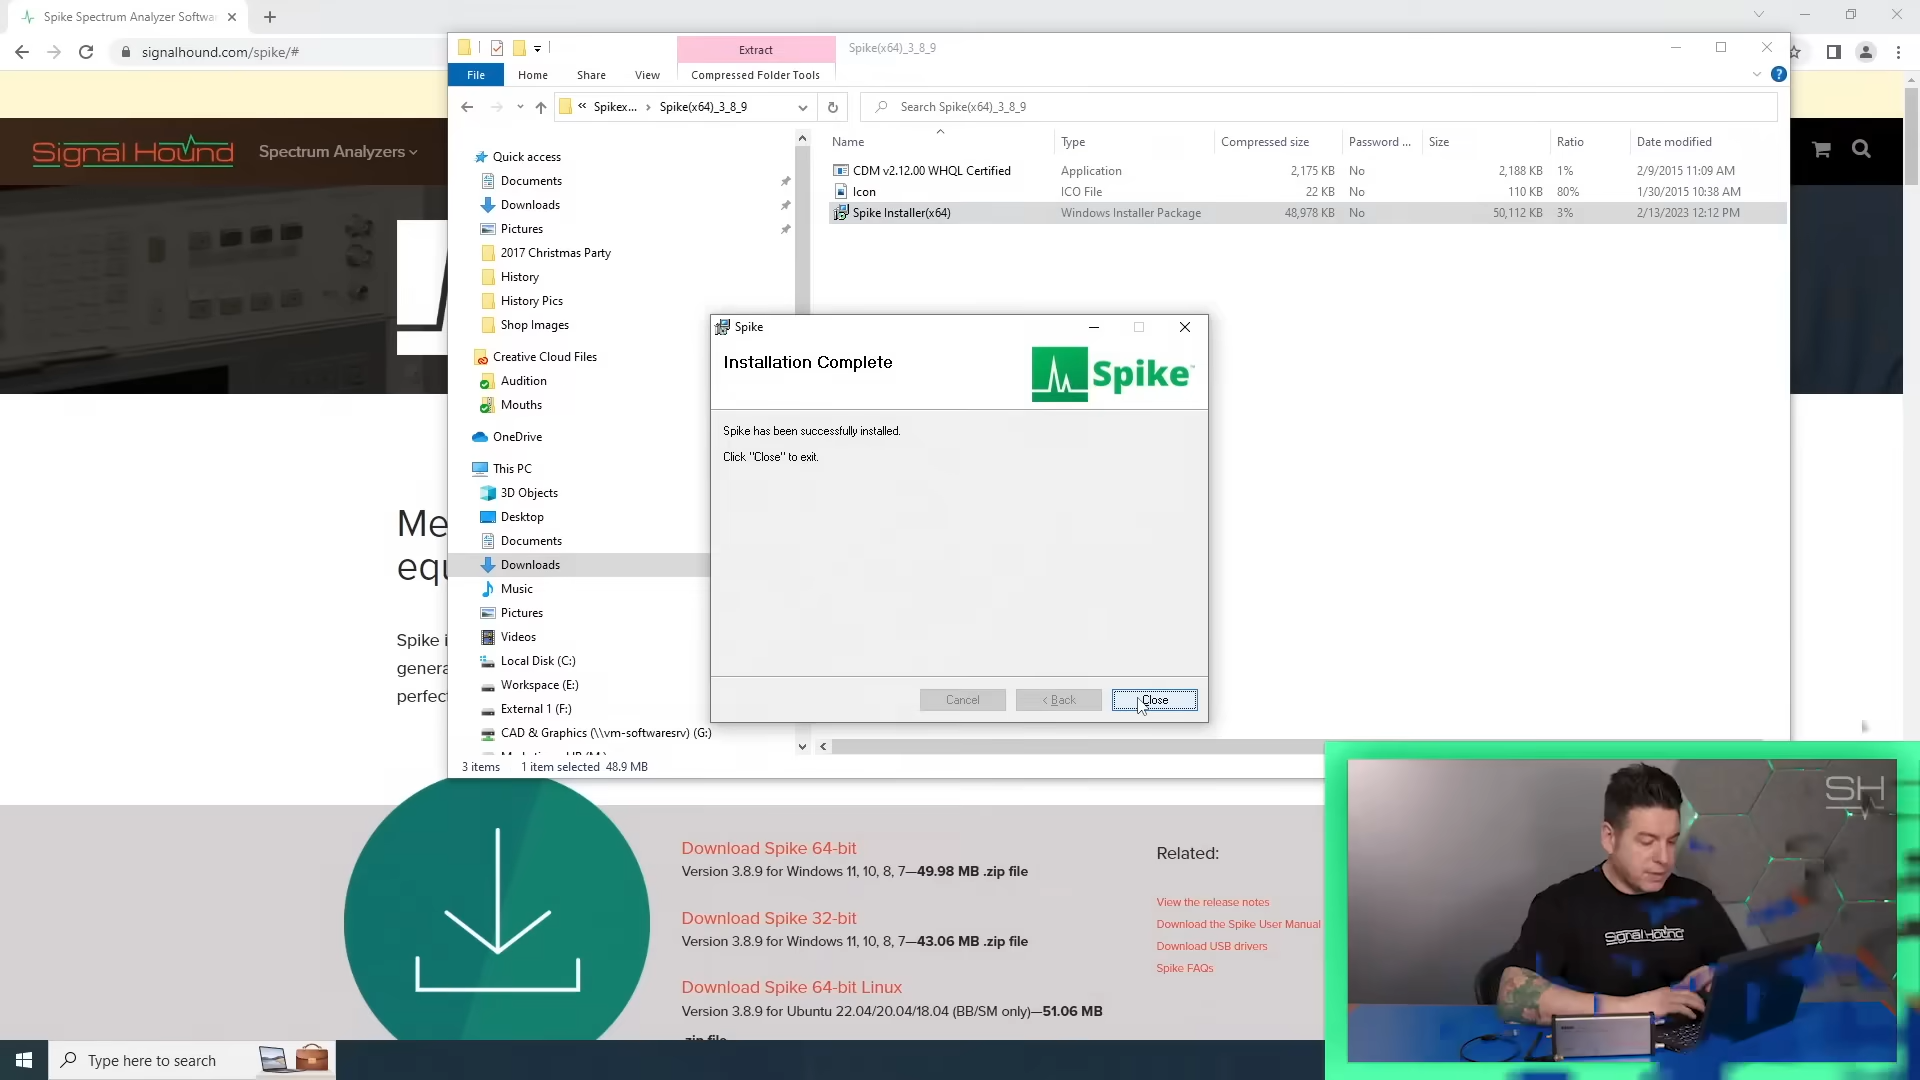 Spike Spectrum Analyzer Softwa
signalhound.com/spike/#
Extract
Spike(x64)_3_8_9
File
Home
Share
View
Compressed Folder Tools
Spikex...
Spike(x64)_3_8_9
Search Spike(x64)_3_8_9
Signal Hound
Spectrum Analyzers
Quick access
Documents
Downloads
Pictures
2017 Christmas Party
History
History Pics
Shop Images
Creative Cloud Files
Audition
Mouths
OneDrive
This PC
3D Objects
Desktop
Documents
Downloads
Music
Pictures
Videos
Local Disk (C:)
Workspace (E:)
External 1 (F:)
CAD & Graphics (\\vm-softwaresrv) (G:)
Name Type Compressed size Password ... Size Ratio Date modified
CDM v2.12.00 WHQL Certified Application 2,175 KB No 2,188 KB 1% 2/9/2015 11:09 AM
Icon ICO File 22 KB No 110 KB 80% 1/30/2015 10:38 AM
Spike Installer(x64) Windows Installer Package 48,978 KB No 50,112 KB 3% 2/13/2023 12:12 PM
3 items 1 item selected 48.9 MB
Spike
Installation Complete
Spike™
Spike has been successfully installed.
Click "Close" to exit.
Cancel
< Back
Close
Me
equ
Spike i
genera
perfec
Download Spike 64-bit
Version 3.8.9 for Windows 11, 10, 8, 7—49.98 MB .zip file
Download Spike 32-bit
Version 3.8.9 for Windows 11, 10, 8, 7—43.06 MB .zip file
Download Spike 64-bit Linux
Version 3.8.9 for Ubuntu 22.04/20.04/18.04 (BB/SM only)—51.06 MB
.zip file
Related:
View the release notes
Download the Spike User Manual
Download USB drivers
Spike FAQs
SH
Signal Hound
Type here to search